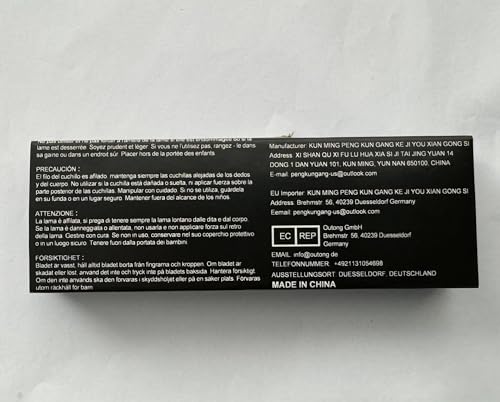 lame est desserrée. Soyez prudent et léger. Si vous ne l'utilisez pas, rangez - le dans
sa gaine ou dans un endrot sûr. Placer hors de la portée des enfants
PRECAUCIÓN :
El filo del cuchillo es afilado, mantenga siempre las cuchillas alejadas de los dedos
y del cuerpo. No utilizar si la cuchilla está dañada o suelta, ni aplicar fuerza sobre la
parte posterior de la cuchilla. Manipular con cuidado. Si no se utiliza, guárdela
en su funda o en un lugar seguro. Mantener fuera del alcance de los niños.
ATTENZIONE :
La lama è affilata, si prega di tenere sempre la lama lontano dalle dita e dal corpo.
Se la lama è danneggiata o allentata, non usarla e non applicare forza sul retro
della lama. Gestire con cura. Se non in uso, conservare nel suo coperchio protettivo
o in un luogo sicuro. Tenere fuori dalla portata dei bambini.
FORSIKTIGHET :
Bladet är vasst, håll alltid bladet borta från fingrarna och kroppen. Om bladet är
skadat eller löst, använd det inte och tryck inte på bladets baksida. Hantera försiktigt.
Om den inte används ska den förvaras i skyddshöljet eller på en säker plats. Förvaras
utom räckhåll för barn
Manufacturer: KUN MING PENG KUN GANG KE JI YOU XIAN GONG SI
Address: XI SHAN QU XI FU LU HUA XIA SI JI TAI JING YUAN 14
DONG 1 DAN YUAN 101, KUN MING, YUN NAN 650100, CHINA
E-mail: pengkungang-us@outlook.com
EU Importer: KUN MING PENG KUN GANG KE JI YOU XIAN GONG SI
Address: Brehmstr 56, 40239 Duesseldorf Germany
Eemel: pengkungang-us@outlook.com
EC REP
Outong GmbH
Brehmstr 56, 40239 Duesseldorf
Germany
EMAIL: info@outong.de
TELEFONNUMMER: +4921131054698
AUSSTELLUNGSORT: DUESSELDORF, DEUTSCHLAND
MADE IN CHINA